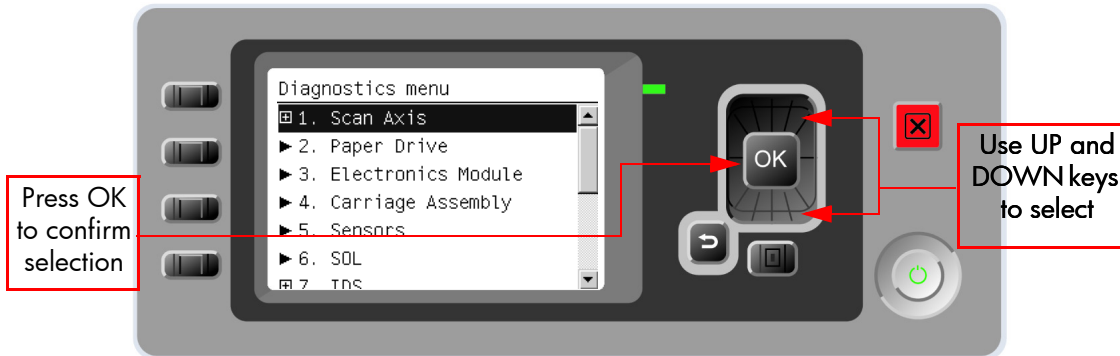 Diagnostics menu
1. Scan Axis
2. Paper Drive
3. Electronics Module
4. Carriage Assembly
5. Sensors
6. SOL
7. IDS
OK
Press OK
to confirm
selection
Use UP and
DOWN keys
to select